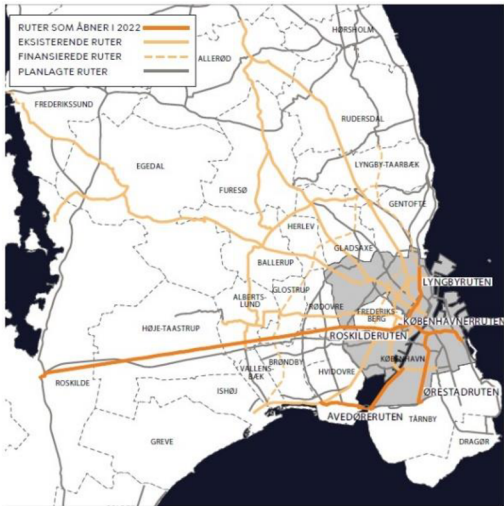 RUTER SOM ÅBNER I 2022
EKSISTERENDE RUTER
FINANSIEREDE RUTER
PLANLAGTE RUTER
HØRSHOLM
ALLERØD
FREDERIKSSUND
RUDERSDAL
EGEDAL
LYNGBY-TAARBÆK
FURESØ
GENTOFTE
HERLEV
GLADSAXE
BALLERUP
LYNGBYRUTEN
GLOSTRUP
ALBERTS-
LUND
RØDOVRE
FREDERIKS-
BERG
KØBENHAVNERRUTEN
HØJE-TAASTRUP
ROSKILDERUTEN
BRØNDBY
KØBENHAVN
VALLENS-
BÆK
HVIDOVRE
ROSKILDE
ISHØJ
ØRESTADRUTEN
AVEDØRERUTEN
TÅRNBY
GREVE
DRAGØR